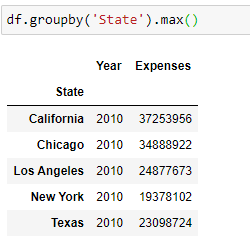 df.groupby('State').max()
Year Expenses
State
California 2010 37253956
Chicago 2010 34888922
Los Angeles 2010 24877673
New York 2010 19378102
Texas 2010 23098724